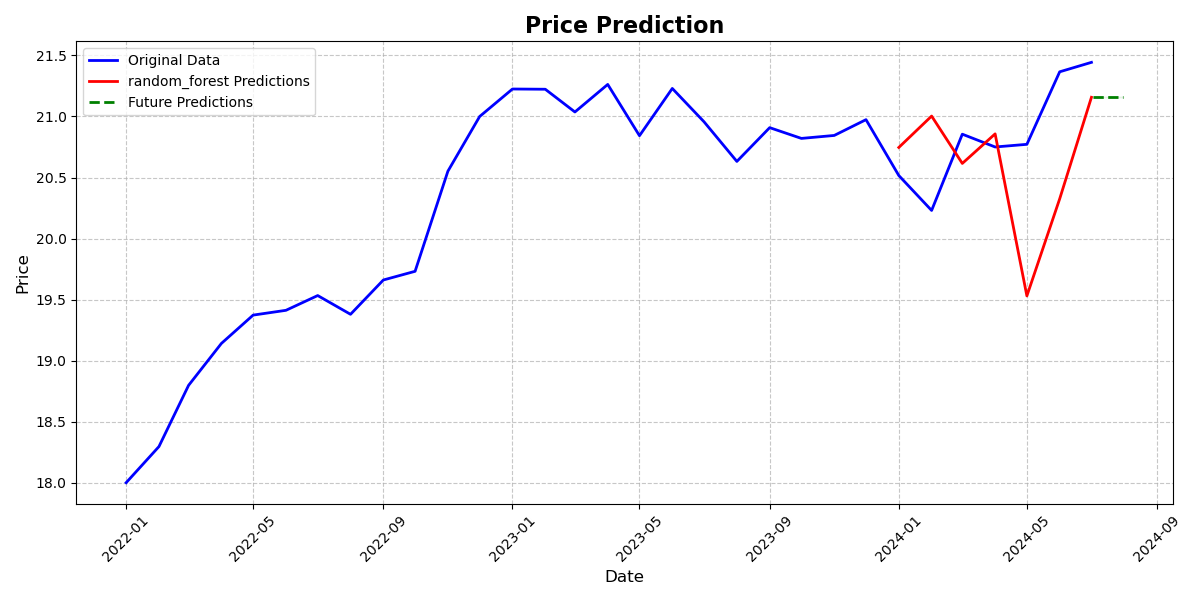 Price Prediction
Original Data
random_forest Predictions
Future Predictions
21.5
21.0
20.5
20.0
19.5
19.0
18.5
18.0
Price
2022-01
2022-05
2022-09
2023-01
2023-05
2023-09
2024-01
2024-05
2024-09
Date